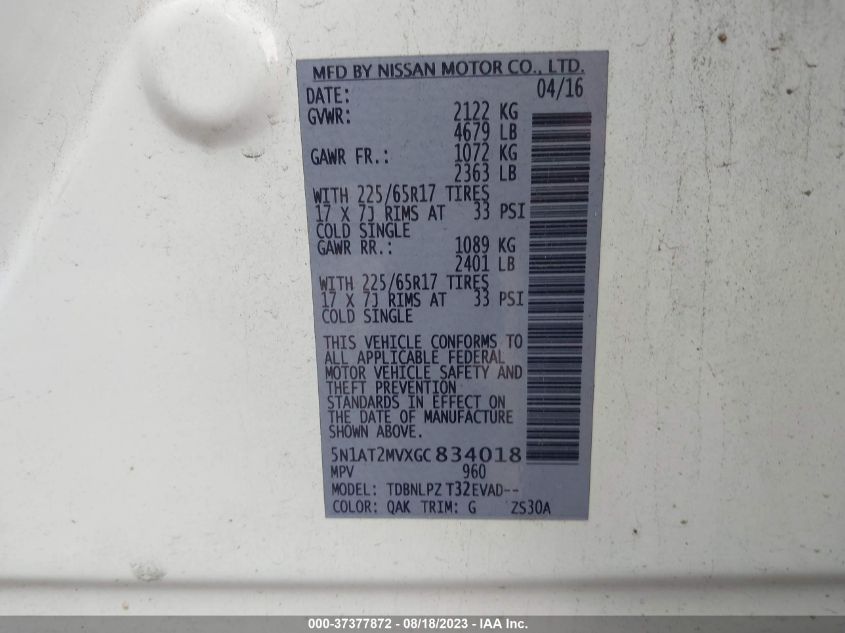 MFD BY NISSAN MOTOR CO., LTD.
DATE: 04/16
GVWR: 2122 KG
4679 LB
GAWR FR.: 1072 KG
2363 LB
WITH 225/65R17 TIRES
17 X 7J RIMS AT 33 PSI
COLD SINGLE
GAWR RR.: 1089 KG
2401 LB
WITH 225/65R17 TIRES
17 X 7J RIMS AT 33 PSI
COLD SINGLE
THIS VEHICLE CONFORMS TO
ALL APPLICABLE FEDERAL
MOTOR VEHICLE SAFETY AND
THEFT PREVENTION
STANDARDS IN EFFECT ON
THE DATE OF MANUFACTURE
SHOWN ABOVE.
5N1AT2MVXGC834018
MPV 960
MODEL: TDBNLPZ T32EVAD--
COLOR: QAK TRIM: G ZS30A
000-37377872 - 08/18/2023 - IAA Inc.